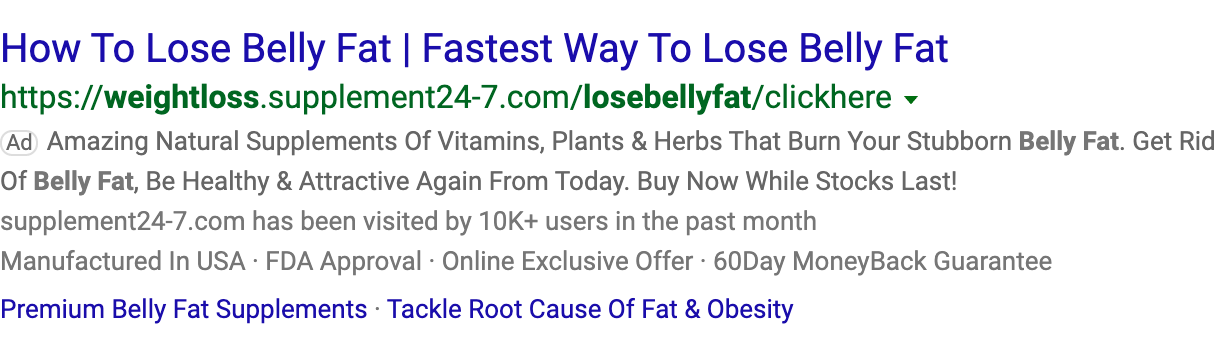 How To Lose Belly Fat | Fastest Way To Lose Belly Fat
https://weightloss.supplement24-7.com/losebellyfat/clickhere
Ad Amazing Natural Supplements Of Vitamins, Plants & Herbs That Burn Your Stubborn Belly Fat. Get Rid
Of Belly Fat, Be Healthy & Attractive Again From Today. Buy Now While Stocks Last!
supplement24-7.com has been visited by 10K+ users in the past month
Manufactured In USA · FDA Approval · Online Exclusive Offer · 60Day MoneyBack Guarantee
Premium Belly Fat Supplements · Tackle Root Cause Of Fat & Obesity